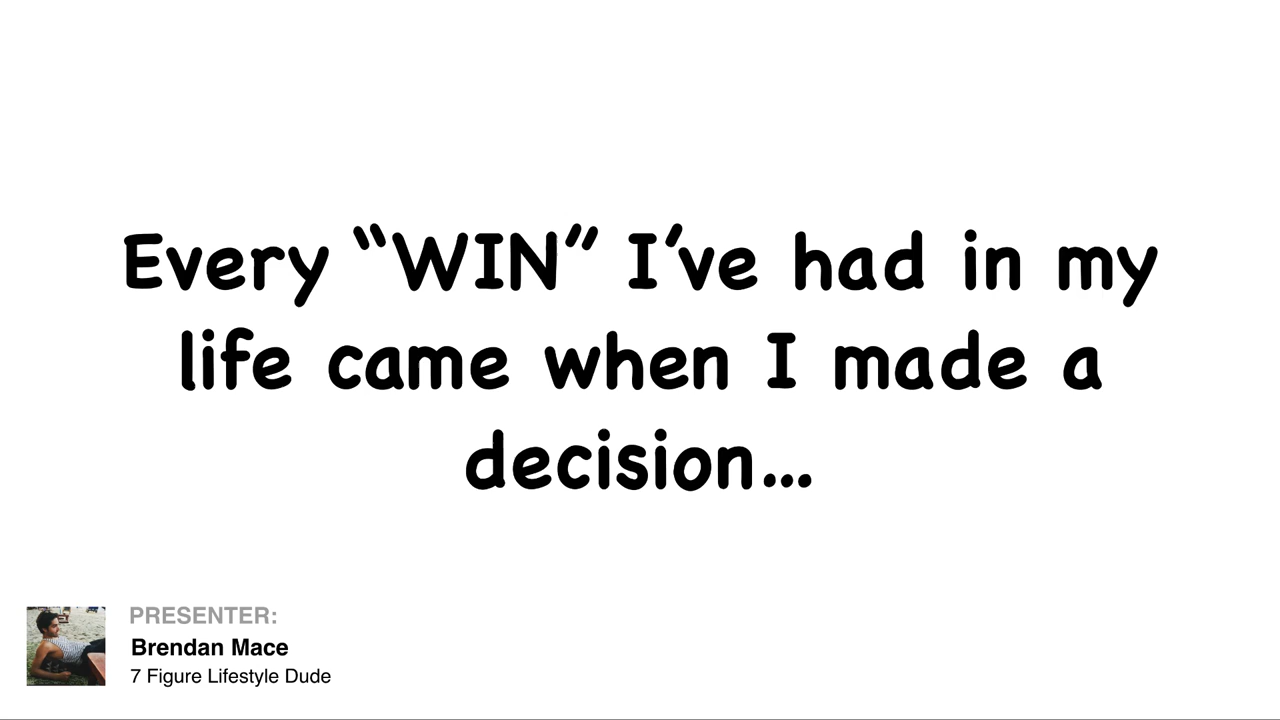 Every “WIN” I’ve had in my
life came when I made a
decision...
PRESENTER:
Brendan Mace
7 Figure Lifestyle Dude